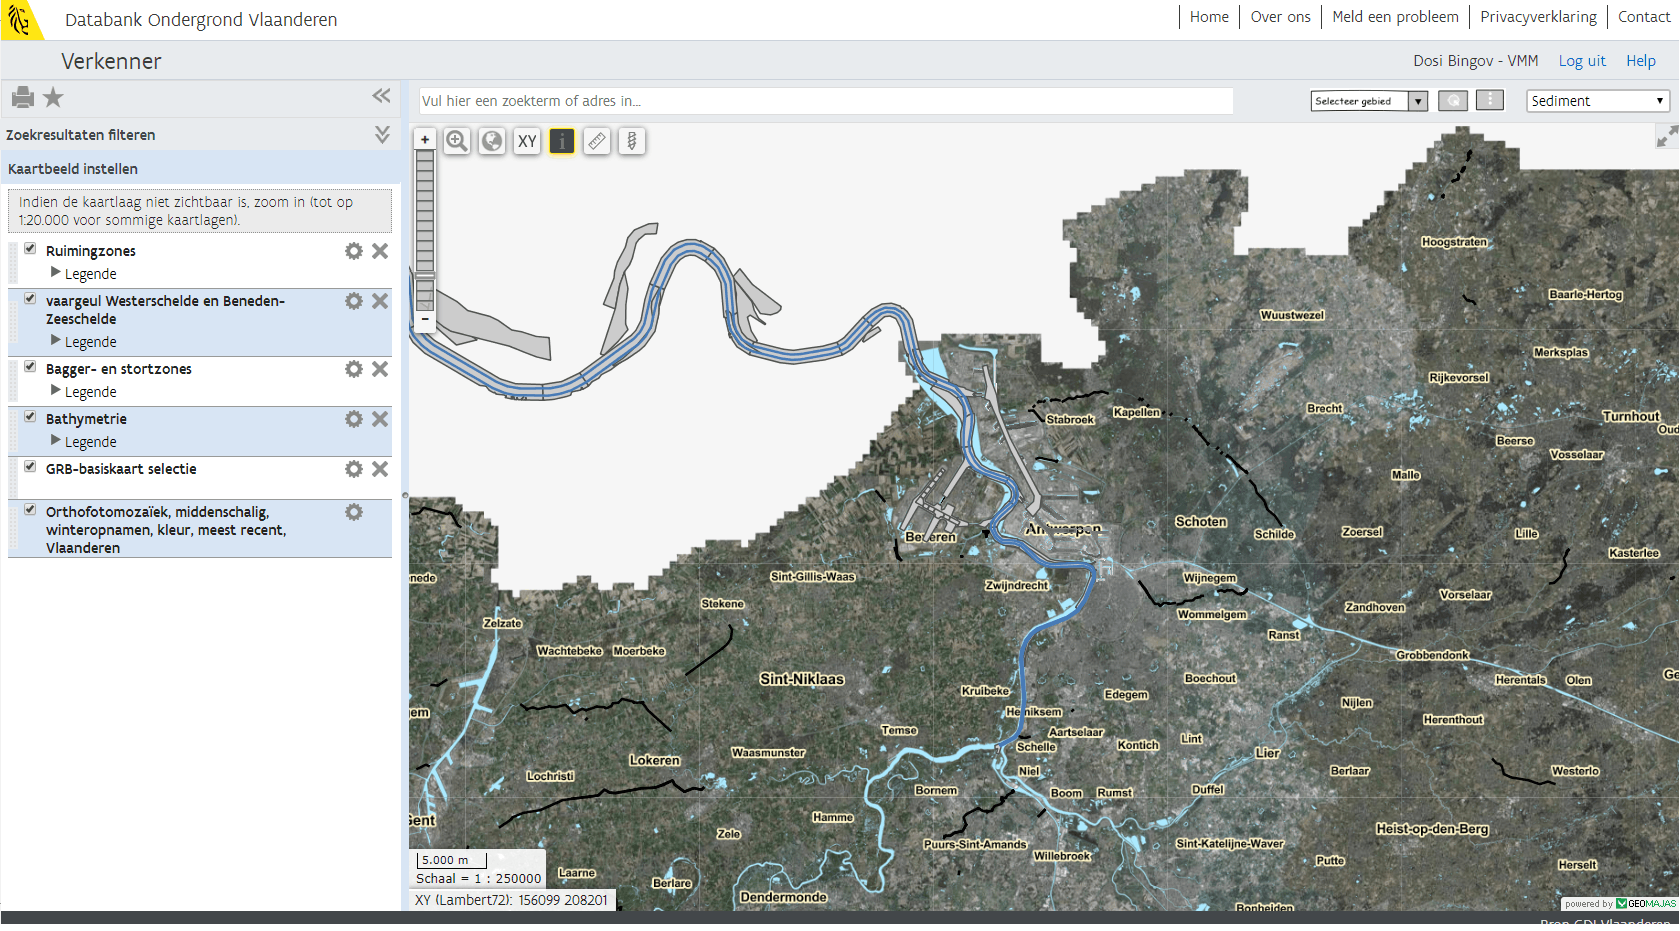 Databank Ondergrond Vlaanderen
Home Over ons Meld een probleem Privacyverklaring Contact
Verkenner
Dosi Bingov - VMM Log uit Help
Vul hier een zoekterm of adres in...
Selecteer gebied
Sediment
Zoekresultaten filteren
Kaartbeeld instellen
Indien de kaartlaag niet zichtbaar is, zoom in (tot op
1:20.000 voor sommige kaartlagen).
Ruimingzones
Legende
vaargeul Westerschelde en Beneden-
Zeeschelde
Legende
Bagger- en stortzones
Legende
Bathymetrie
Legende
GRB-basiskaart selectie
Orthofotomozaïek, middenschalig,
winteropnamen, kleur, meest recent,
Vlaanderen
+
XY
i
-
Hoogstraten
Baarle-Hertog
Wuustwezel
Merksplas
Rijkevorsel
Brecht
Kapellen
Stabroek
Turnhout
Oud
Beerse
Vosselaar
Malle
Schoten
Antwerpen
Beveren
Schilde
Zoersel
Lille
Kasterlee
nede
Sint-Gillis-Waas
Zwijndrecht
Wijnegem
Vorselaar
Stekene
Zandhoven
Wommelgem
Zelzate
Ranst
Wachtebeke
Moerbeke
Grobbendonk
Sint-Niklaas
Boechout
Herentals
Olen
Ge
Kruibeke
Edegem
Nijlen
gem
Hemiksem
Herenthout
Temse
Aartselaar
Kontich
Lint
Schelle
Waasmunster
Lier
Lokeren
Niel
Berlaar
Westerlo
Lochristi
Bornem
Boom
Rumst
Duffel
Gent
Hamme
Heist-op-den-Berg
Zele
Puurs-Sint-Amands
Sint-Katelijne-Waver
Willebroek
Putte
Herselt
Laarne
Berlare
Dendermonde
Bonheiden
5.000 m
Schaal = 1 : 250000
XY (Lambert72): 156099 208201
powered by GEOMAJAS
Bron GDI Vlaanderen